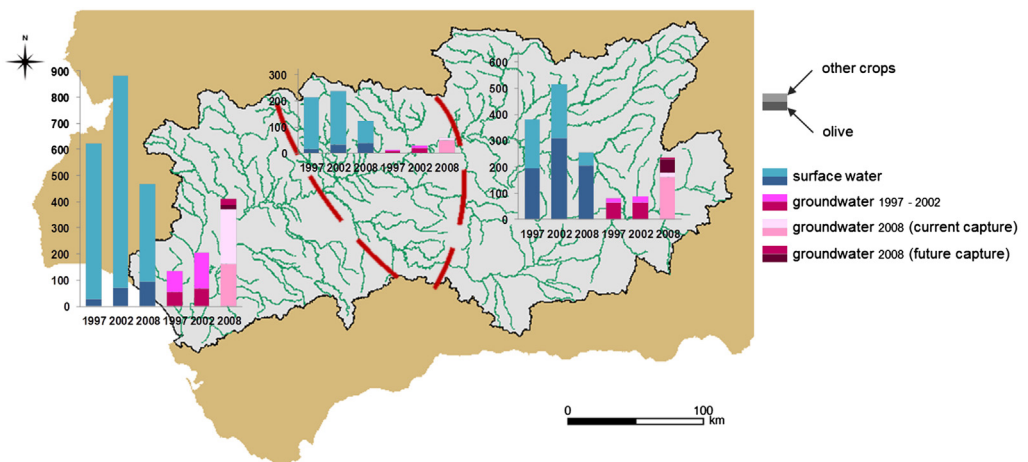 N
900
800
700
600
500
400
300
200
100
0
1997 2002 2008 1997 2002 2008
300
200
100
0
1997 2002 2008 1997 2002 2008
600
500
400
300
200
100
0
1997 2002 2008 1997 2002 2008
other crops
olive
surface water
groundwater 1997 - 2002
groundwater 2008 (current capture)
groundwater 2008 (future capture)
0 100
km